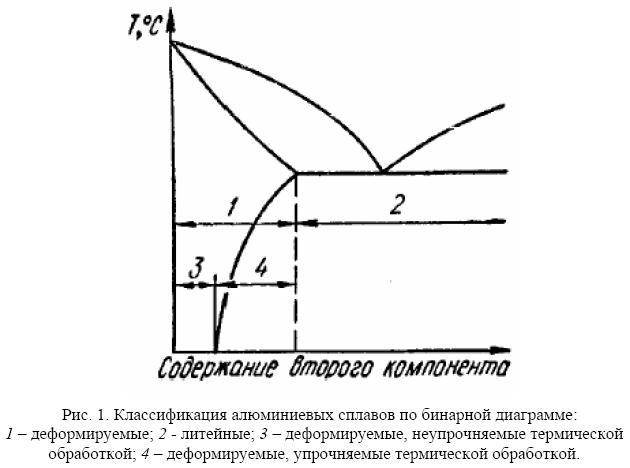 T,°C
1
2
3
4
Содержание второго компонента
Рис. 1. Классификация алюминиевых сплавов по бинарной диаграмме:
1 – деформируемые; 2 - литейные; 3 – деформируемые, неупрочняемые термической
обработкой; 4 – деформируемые, упрочняемые термической обработкой.